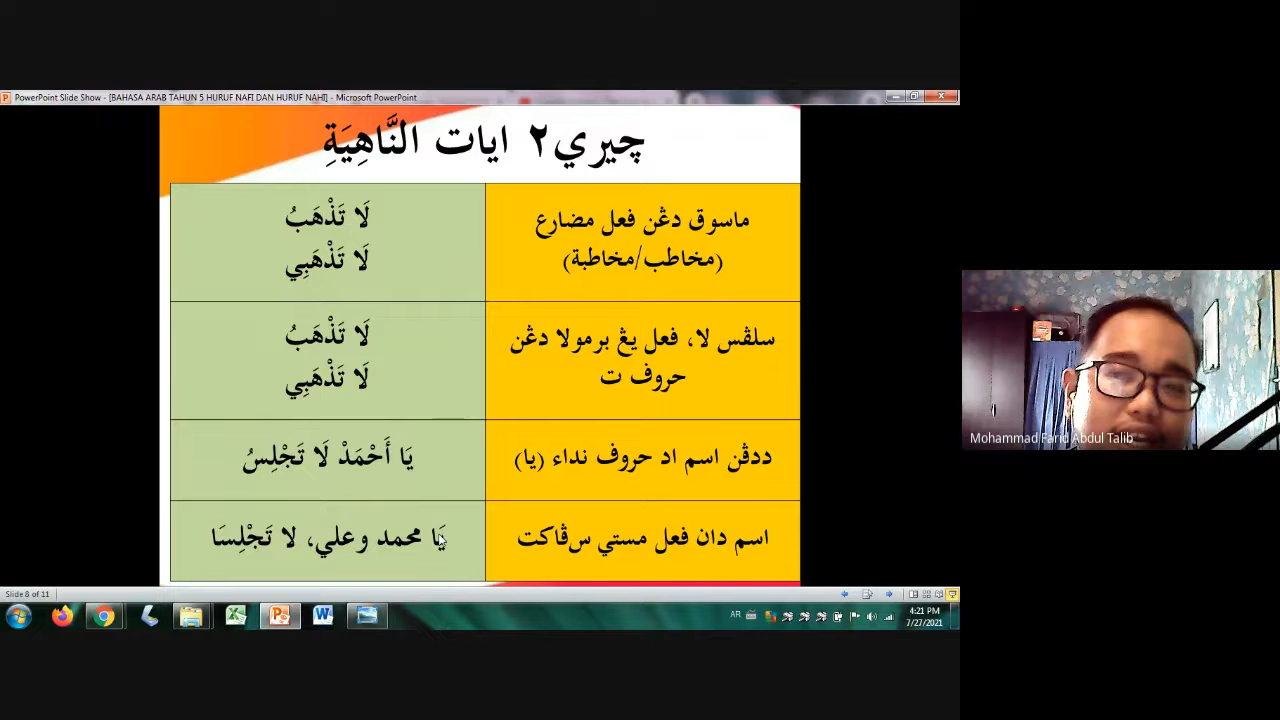 PowerPoint Slide Show - [BAHASA ARAB TAHUN 5 HURUF NAFI DAN HURUF NAHI] - Microsoft PowerPoint
چيري٢ ايات النَّاهِيَةِ
ماسوق دڠن فعل مضارع
(مخاطب/مخاطبة)
لَا تَذْهَبُ
لَا تَذْهَبِي
سلڤس لا، فعل يڠ برمولا دڠن
حروف ت
لَا تَذْهَبُ
لَا تَذْهَبِي
ددڤن اسم اد حروف نداء (يا)
يَا أَحْمَدْ لَا تَجْلِسُ
اسم دان فعل مستي سڤاكت
يَا محمد وعلي، لا تَجْلِسَا
Mohammad Farid Abdul Talib
Slide 8 of 11
AR
4:21 PM
7/27/2021